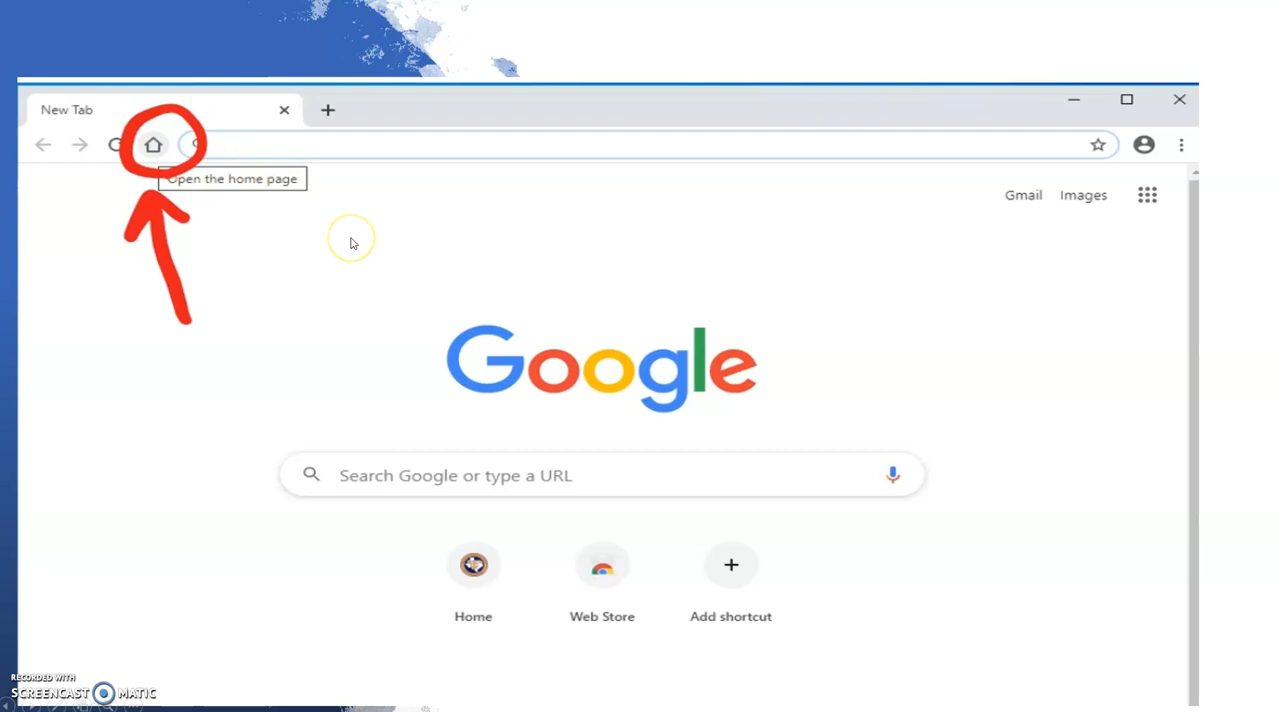 New Tab
Open the home page
Gmail Images
Google
Search Google or type a URL
Home Web Store Add shortcut
RECORDED WITH
SCREENCAST MATIC